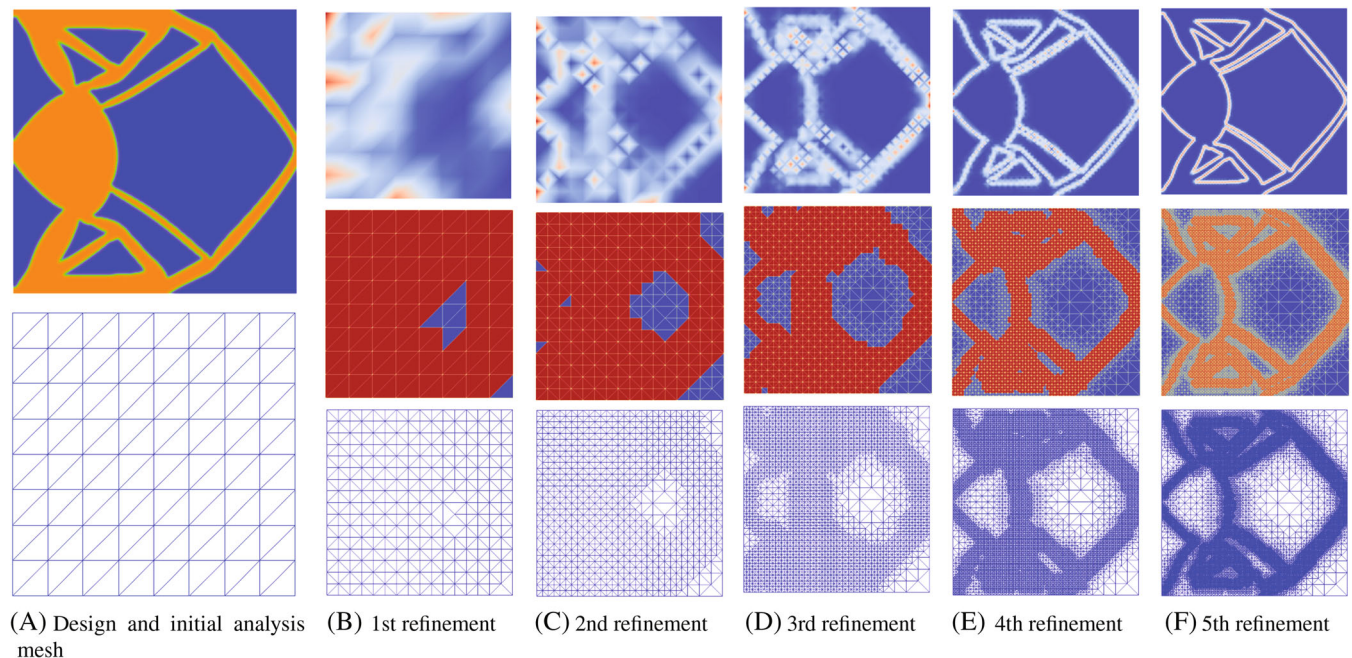 (A) Design and initial analysis
mesh
(B) 1st refinement
(C) 2nd refinement
(D) 3rd refinement
(E) 4th refinement
(F) 5th refinement